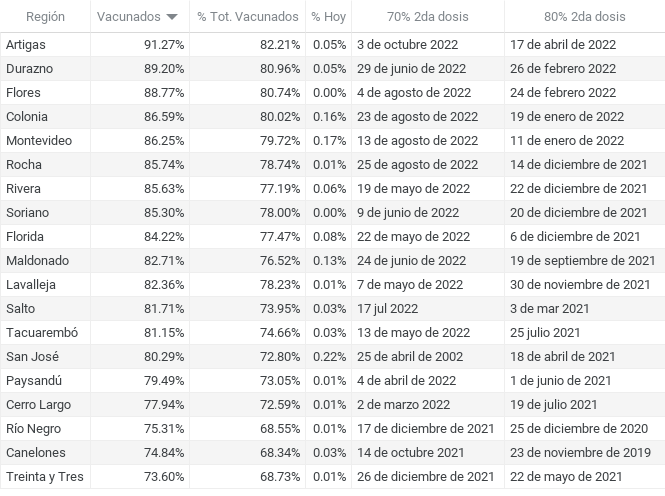 Región Vacunados % Tot. Vacunados % Hoy 70% 2da dosis 80% 2da dosis
Artigas 91.27% 82.21% 0.05% 3 de octubre 2022 17 de abril de 2022
Durazno 89.20% 80.96% 0.05% 29 de junio de 2022 26 de febrero 2022
Flores 88.77% 80.74% 0.00% 4 de agosto de 2022 24 de febrero 2022
Colonia 86.59% 80.02% 0.16% 23 de agosto de 2022 19 de enero de 2022
Montevideo 86.25% 79.72% 0.17% 13 de agosto de 2022 11 de enero de 2022
Rocha 85.74% 78.74% 0.01% 25 de agosto de 2022 14 de diciembre de 2021
Rivera 85.63% 77.19% 0.06% 19 de mayo de 2022 22 de diciembre de 2021
Soriano 85.30% 78.00% 0.00% 9 de junio de 2022 20 de diciembre de 2021
Florida 84.22% 77.47% 0.08% 22 de mayo de 2022 6 de diciembre de 2021
Maldonado 82.71% 76.52% 0.13% 24 de junio de 2022 19 de septiembre de 2021
Lavalleja 82.36% 78.23% 0.01% 7 de mayo de 2022 30 de noviembre de 2021
Salto 81.71% 73.95% 0.03% 17 jul 2022 3 de mar 2021
Tacuarembó 81.15% 74.66% 0.03% 13 de mayo de 2022 25 julio 2021
San José 80.29% 72.80% 0.22% 25 de abril de 2002 18 de abril de 2021
Paysandú 79.49% 73.05% 0.01% 4 de abril de 2022 1 de junio de 2021
Cerro Largo 77.94% 72.59% 0.01% 2 de marzo 2022 19 de julio 2021
Río Negro 75.31% 68.55% 0.01% 17 de diciembre de 2021 25 de diciembre de 2020
Canelones 74.84% 68.34% 0.03% 14 de octubre 2021 23 de noviembre de 2019
Treinta y Tres 73.60% 68.73% 0.01% 26 de diciembre de 2021 22 de mayo de 2021